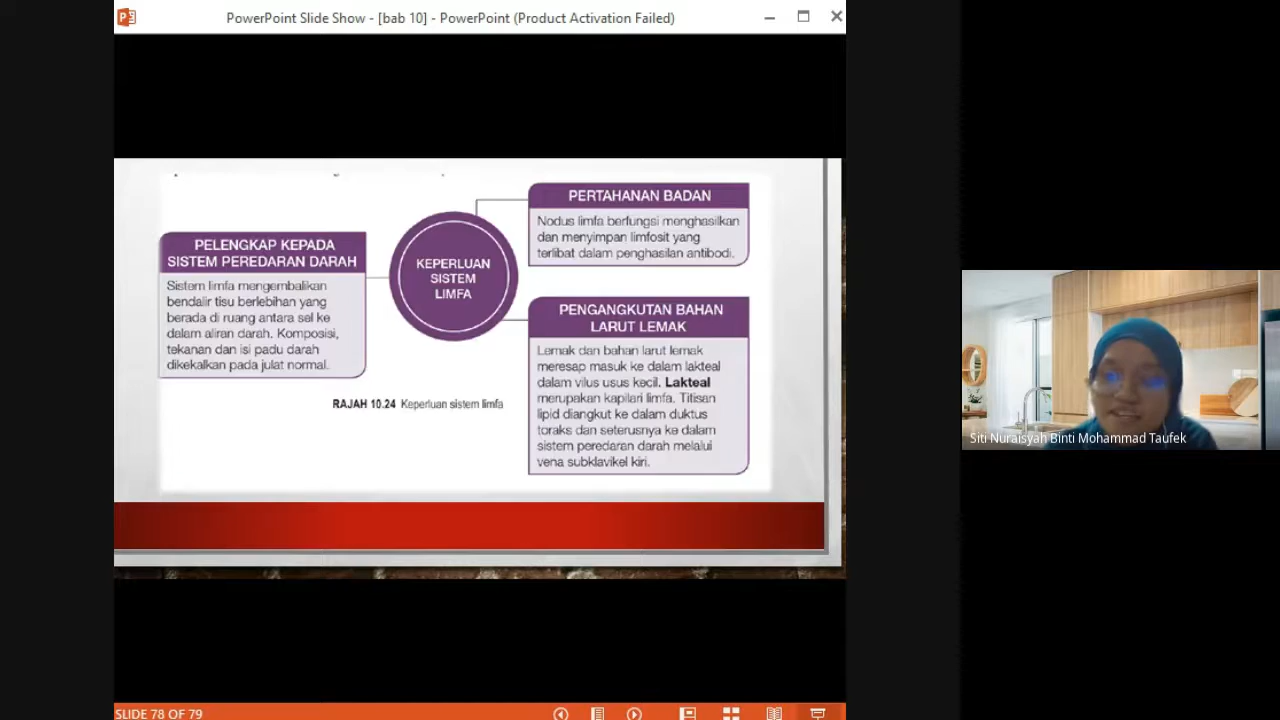 PowerPoint Slide Show - [bab 10] - PowerPoint (Product Activation Failed)
PELENGKAP KEPADA
SISTEM PEREDARAN DARAH
Sistem limfa mengembalikan
bendalir tisu berlebihan yang
berada di ruang antara sel ke
dalam aliran darah. Komposisi,
tekanan dan isi padu darah
dikekalkan pada julat normal.
KEPERLUAN
SISTEM
LIMFA
PERTAHANAN BADAN
Nodus limfa berfungsi menghasilkan
dan menyimpan limfosit yang
terlibat dalam penghasilan antibodi.
PENGANGKUTAN BAHAN
LARUT LEMAK
Lemak dan bahan larut lemak
meresap masuk ke dalam lakteal
dalam vilus usus kecil. Lakteal
merupakan kapilari limfa. Titisan
lipid diangkut ke dalam duktus
toraks dan seterusnya ke dalam
sistem peredaran darah melalui
vena subklavikel kiri.
RAJAH 10.24 Keperluan sistem limfa
Siti Nuraisyah Binti Mohammad Taufek
SLIDE 78 OF 79